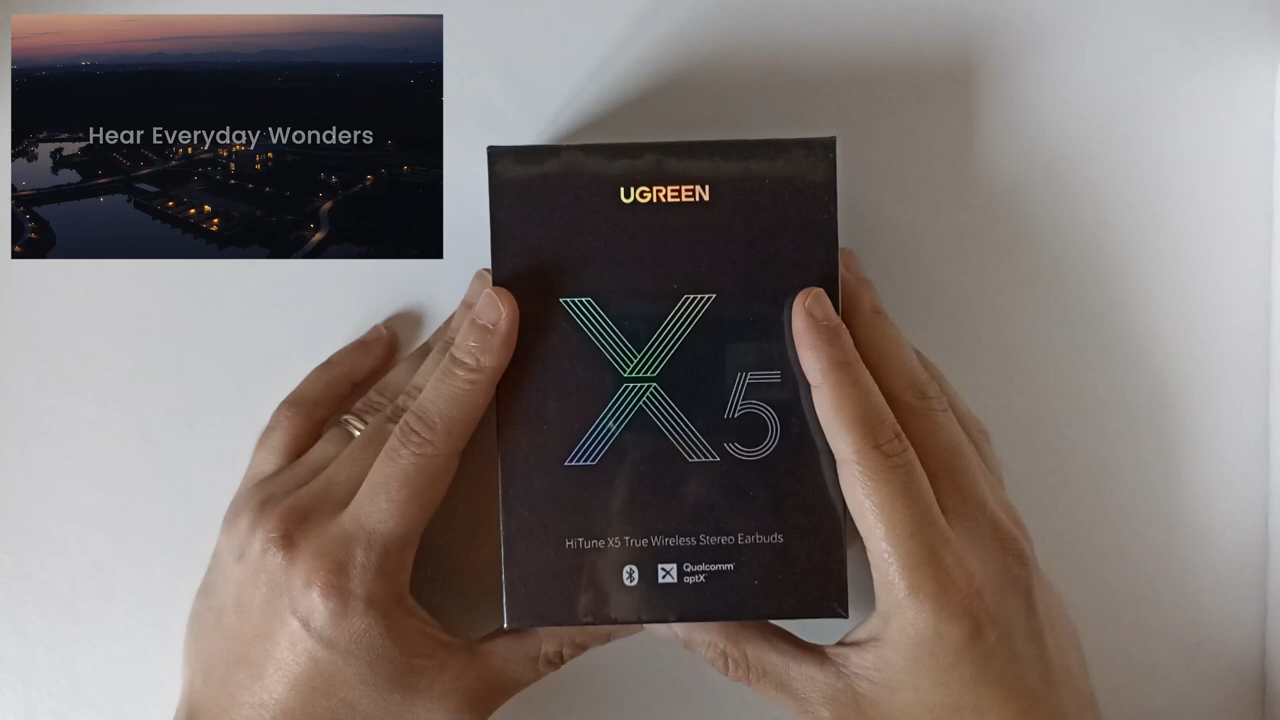 Hear Everyday Wonders
UGREEN
X5
HiTune X5 True Wireless Stereo Earbuds
Qualcomm
aptX